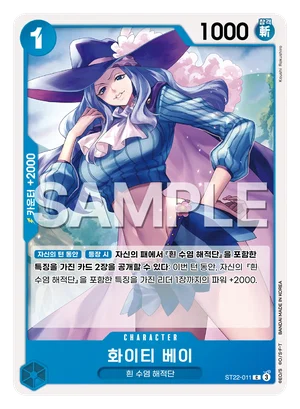 1
1000
참격
斬
카운터 +2000
SAMPLE
자신의 턴 동안 등장 시 자신의 패에서 『흰 수염 해적단』을 포함한
특징을 가진 카드 2장을 공개할 수 있다: 이번 턴 동안, 자신의 『흰
수염 해적단』을 포함한 특징을 가진 리더 1장까지의 파워 +2000.
CHARACTER
화이티 베이
흰 수염 해적단
ST22-011 C
3
BANDAI MADE IN KOREA